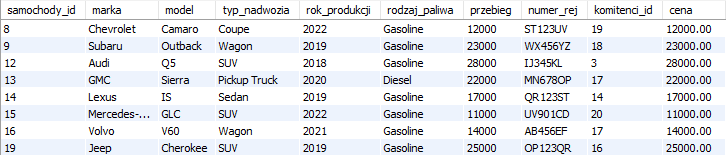 samochody_id marka model typ_nadwozia rok_produkcji rodzaj_paliwa przebieg numer_rej komitenci_id cena
8 Chevrolet Camaro Coupe 2022 Gasoline 12000 ST123UV 19 12000.00
9 Subaru Outback Wagon 2019 Gasoline 23000 WX456YZ 18 23000.00
12 Audi Q5 SUV 2018 Gasoline 28000 IJ345KL 3 28000.00
13 GMC Sierra Pickup Truck 2020 Diesel 22000 MN678OP 17 22000.00
14 Lexus IS Sedan 2019 Gasoline 17000 QR123ST 14 17000.00
15 Mercedes-... GLC SUV 2022 Gasoline 11000 UV901CD 20 11000.00
16 Volvo V60 Wagon 2021 Gasoline 14000 AB456EF 17 14000.00
19 Jeep Cherokee SUV 2019 Gasoline 25000 OP123QR 16 25000.00